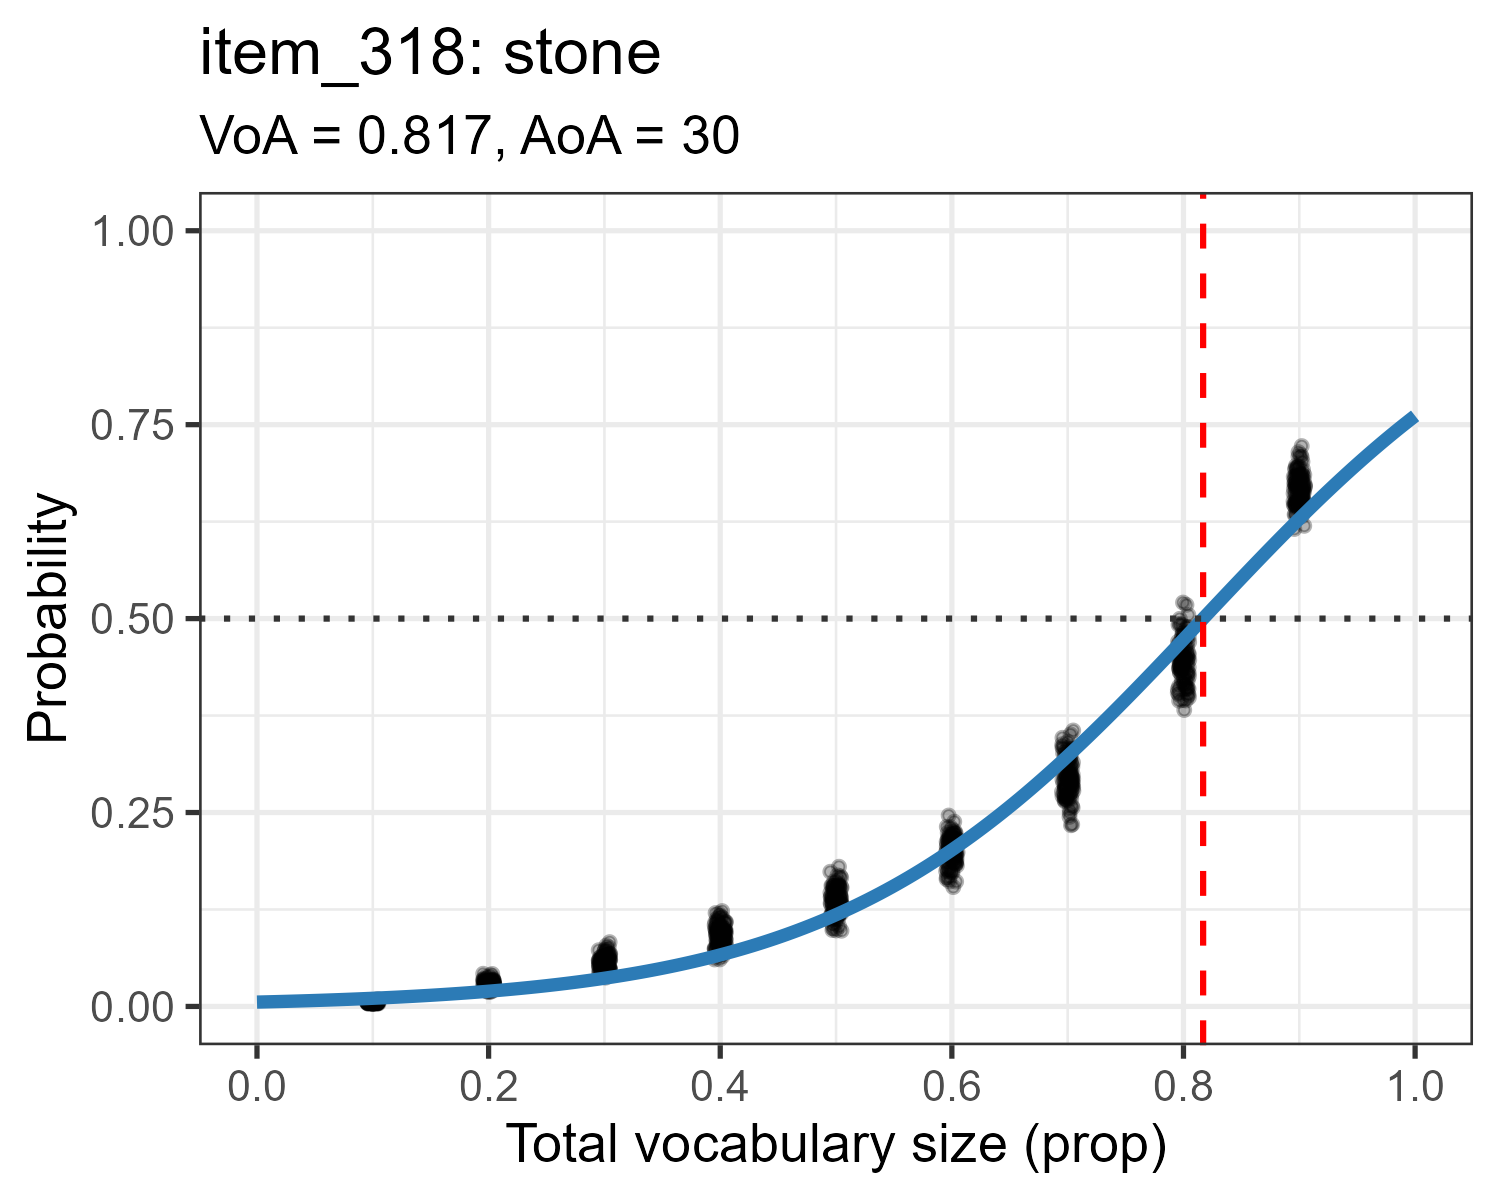 item_318: stone
VoA = 0.817, AoA = 30
1.00
0.75
0.50
0.25
0.00
Probability
0.0 0.2 0.4 0.6 0.8 1.0
Total vocabulary size (prop)